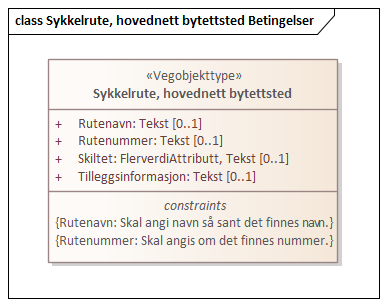 class Sykkelrute, hovednett bytettsted Betingelser
«Vegobjekttype»
Sykkelrute, hovednett bytettsted
+ Rutenavn: Tekst [0..1]
+ Rutenummer: Tekst [0..1]
+ Skiltet: FlerverdiAttributt, Tekst [0..1]
+ Tilleggsinformasjon: Tekst [0..1]
constraints
{Rutenavn: Skal angi navn så sant det finnes navn.}
{Rutenummer: Skal angis om det finnes nummer.}